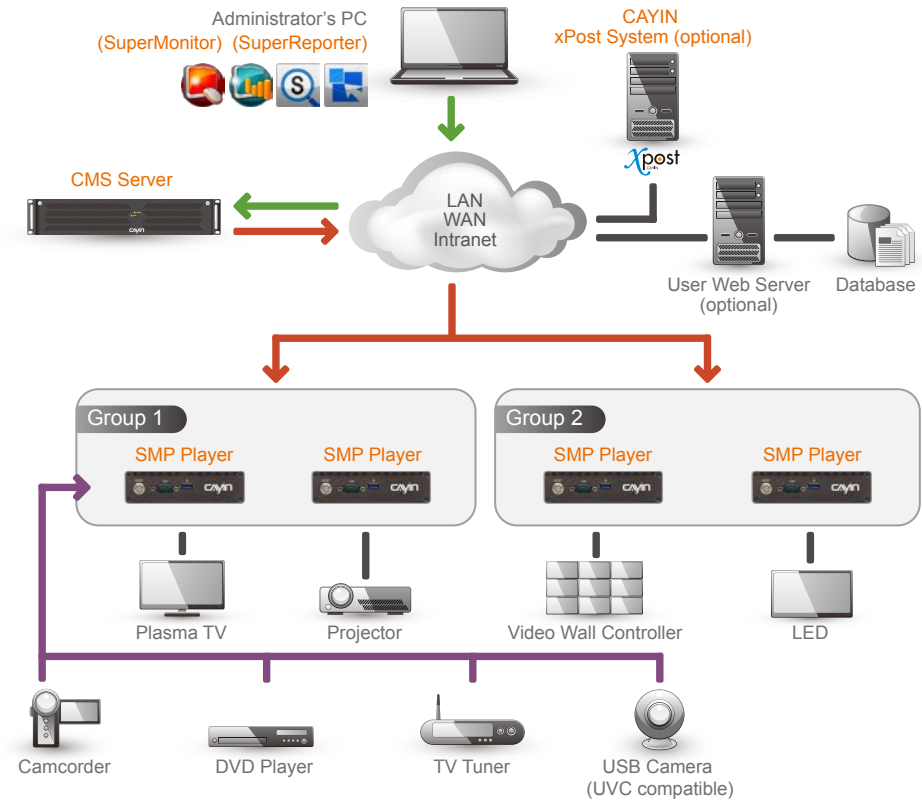 Administrator's PC
(SuperMonitor) (SuperReporter)
S
CAYIN
xPost System (optional)
Xpost
CAYIN
CMS Server
CAYIN
LAN
WAN
Intranet
User Web Server
(optional)
Database
Group 1
SMP Player
SMP Player
CAYIN
CAYIN
Group 2
SMP Player
SMP Player
CAYIN
CAYIN
Plasma TV
Projector
Video Wall Controller
LED
Camcorder
DVD Player
TV Tuner
USB Camera
(UVC compatible)